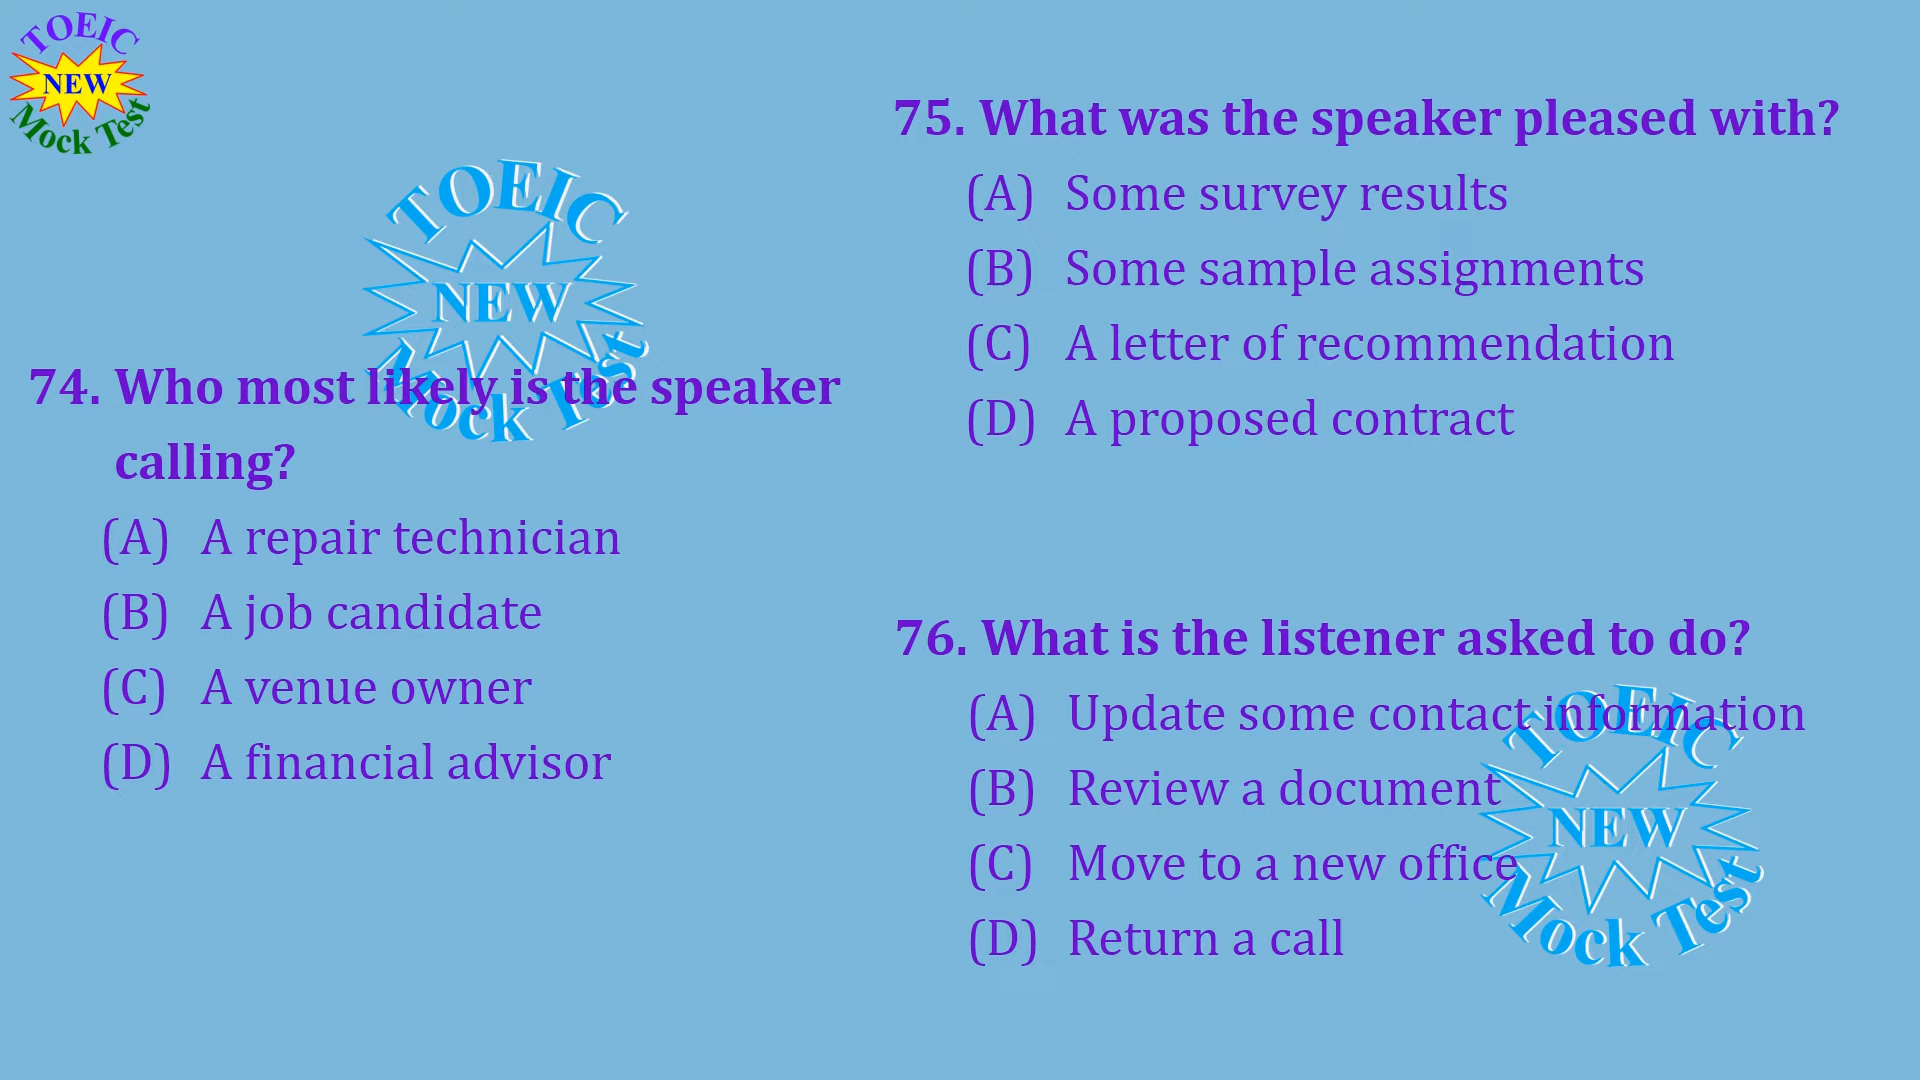 TOEIC
NEW
Mock Test
TOEIC
NEW
Mock Test
74. Who most likely is the speaker
calling?
(A) A repair technician
(B) A job candidate
(C) A venue owner
(D) A financial advisor
75. What was the speaker pleased with?
(A) Some survey results
(B) Some sample assignments
(C) A letter of recommendation
(D) A proposed contract
76. What is the listener asked to do?
(A) Update some contact information
(B) Review a document
(C) Move to a new office
(D) Return a call
TOEIC
NEW
Mock Test